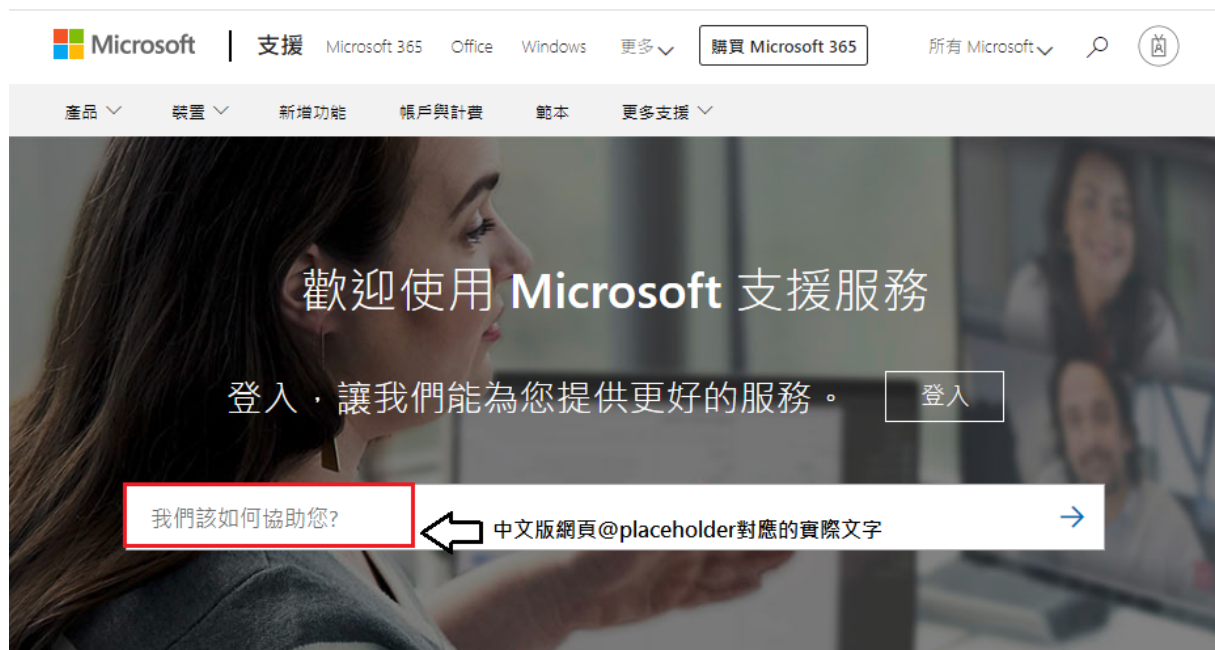 Microsoft 支援 Microsoft 365 Office Windows 更多 購買 Microsoft 365 所有 Microsoft
產品 裝置 新增功能 帳戶與計費 範本 更多支援
歡迎使用 Microsoft 支援服務
登入，讓我們能為您提供更好的服務。 登入
我們該如何協助您? 中文版網頁@placeholder對應的實際文字